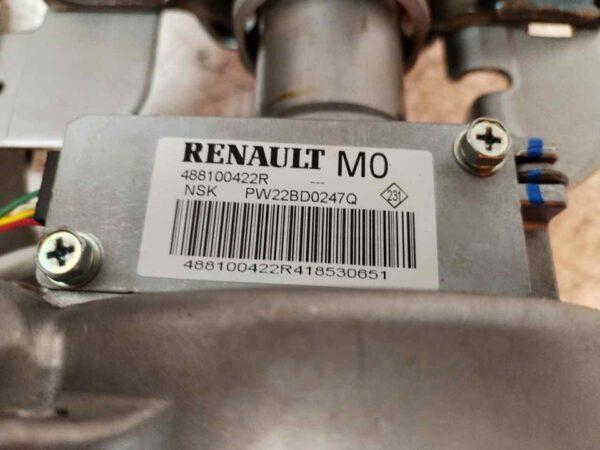 RENAULT M0
488100422R ---
NSK PW22BD0247Q 231
488100422R418530651